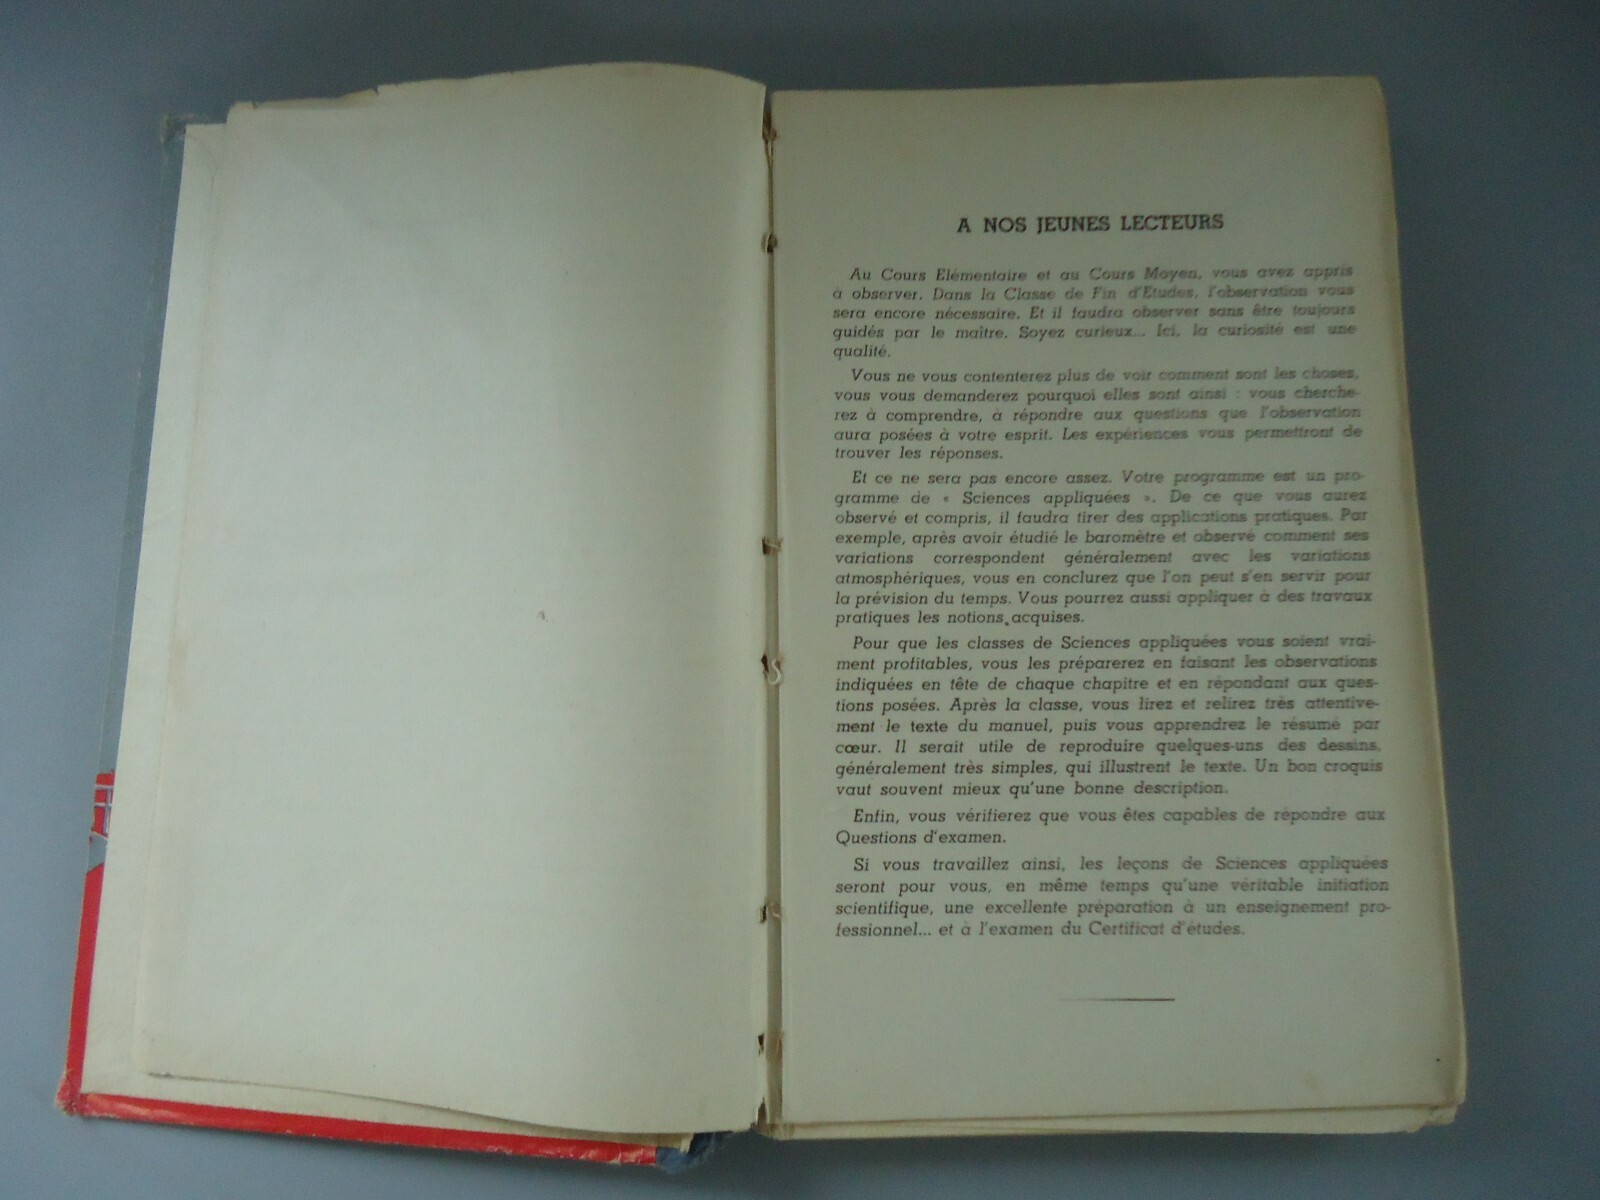 A NOS JEUNES LECTEURS
Au Cours Elémentaire et au Cours Moyen, vous avez appris
à observer. Dans la Classe de Fin d'Etudes, l'observation vous
sera encore nécessaire. Et il faudra observer sans être toujours
guidés par le maître. Soyez curieux... Ici, la curiosité est une
qualité.
Vous ne vous contenterez plus de voir comment sont les choses,
vous vous demanderez pourquoi elles sont ainsi : vous cherche-
rez à comprendre, à répondre aux questions que l'observation
aura posées à votre esprit. Les expériences vous permettront de
trouver les réponses.
Et ce ne sera pas encore assez. Votre programme est un pro-
gramme de « Sciences appliquées ». De ce que vous aurez
observé et compris, il faudra tirer des applications pratiques. Par
exemple, après avoir étudié le baromètre et observé comment ses
variations correspondent généralement avec les variations
atmosphériques, vous en conclurez que l'on peut s'en servir pour
la prévision du temps. Vous pourrez aussi appliquer à des travaux
pratiques les notions acquises.
Pour que les classes de Sciences appliquées vous soient vrai-
ment profitables, vous les préparerez en faisant les observations
indiquées en tête de chaque chapitre et en répondant aux ques-
tions posées. Après la classe, vous lirez et relirez très attentive-
ment le texte du manuel, puis vous apprendrez le résumé par
cœur. Il serait utile de reproduire quelques-uns des dessins,
généralement très simples, qui illustrent le texte. Un bon croquis
vaut souvent mieux qu'une bonne description.
Enfin, vous vérifierez que vous êtes capables de répondre aux
Questions d'examen.
Si vous travaillez ainsi, les leçons de Sciences appliquées
seront pour vous, en même temps qu'une véritable initiation
scientifique, une excellente préparation à un enseignement pro-
fessionnel... et à l'examen du Certificat d'études.